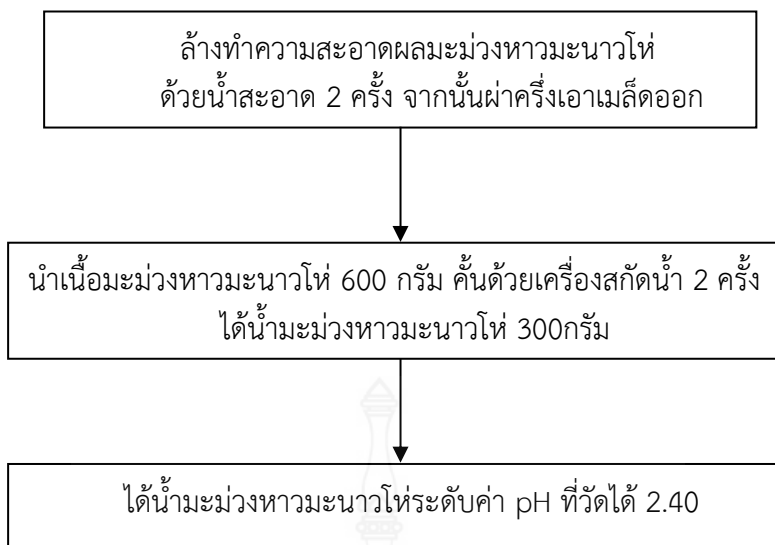 ล้างทำความสะอาดผลมะม่วงหาวมะนาวโห่
ด้วยน้ำสะอาด 2 ครั้ง จากนั้นผ่าครึ่งเอาเมล็ดออก
นำเนื้อมะม่วงหาวมะนาวโห่ 600 กรัม คั้นด้วยเครื่องสกัดน้ำ 2 ครั้ง
ได้น้ำมะม่วงหาวมะนาวโห่ 300กรัม
ได้น้ำมะม่วงหาวมะนาวโห่ระดับค่า pH ที่วัดได้ 2.40